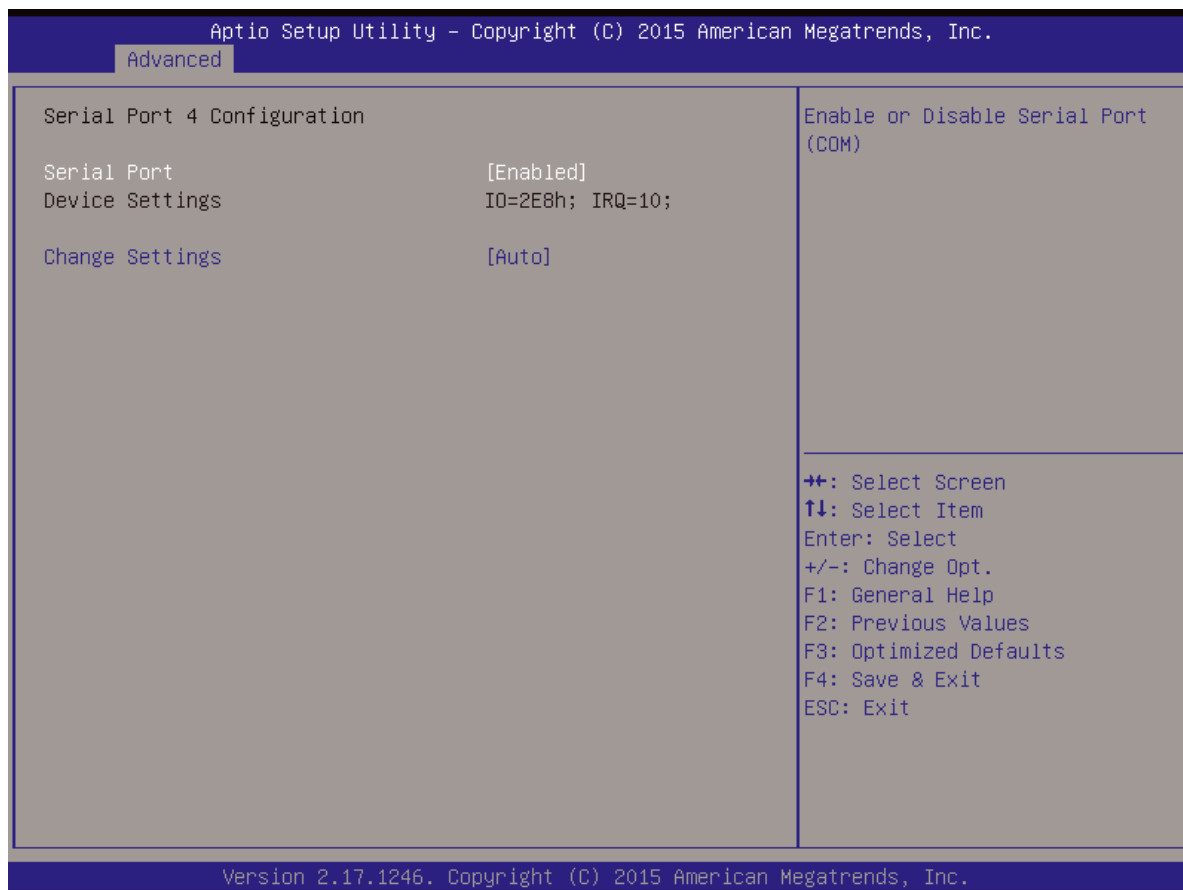 Aptio Setup Utility – Copyright (C) 2015 American Megatrends, Inc.
Advanced
Serial Port 4 Configuration
Serial Port [Enabled]
Device Settings IO=2E8h; IRQ=10;
Change Settings [Auto]
Enable or Disable Serial Port
(COM)
→←: Select Screen
↑↓: Select Item
Enter: Select
+/-: Change Opt.
F1: General Help
F2: Previous Values
F3: Optimized Defaults
F4: Save & Exit
ESC: Exit
Version 2.17.1246. Copyright (C) 2015 American Megatrends, Inc.